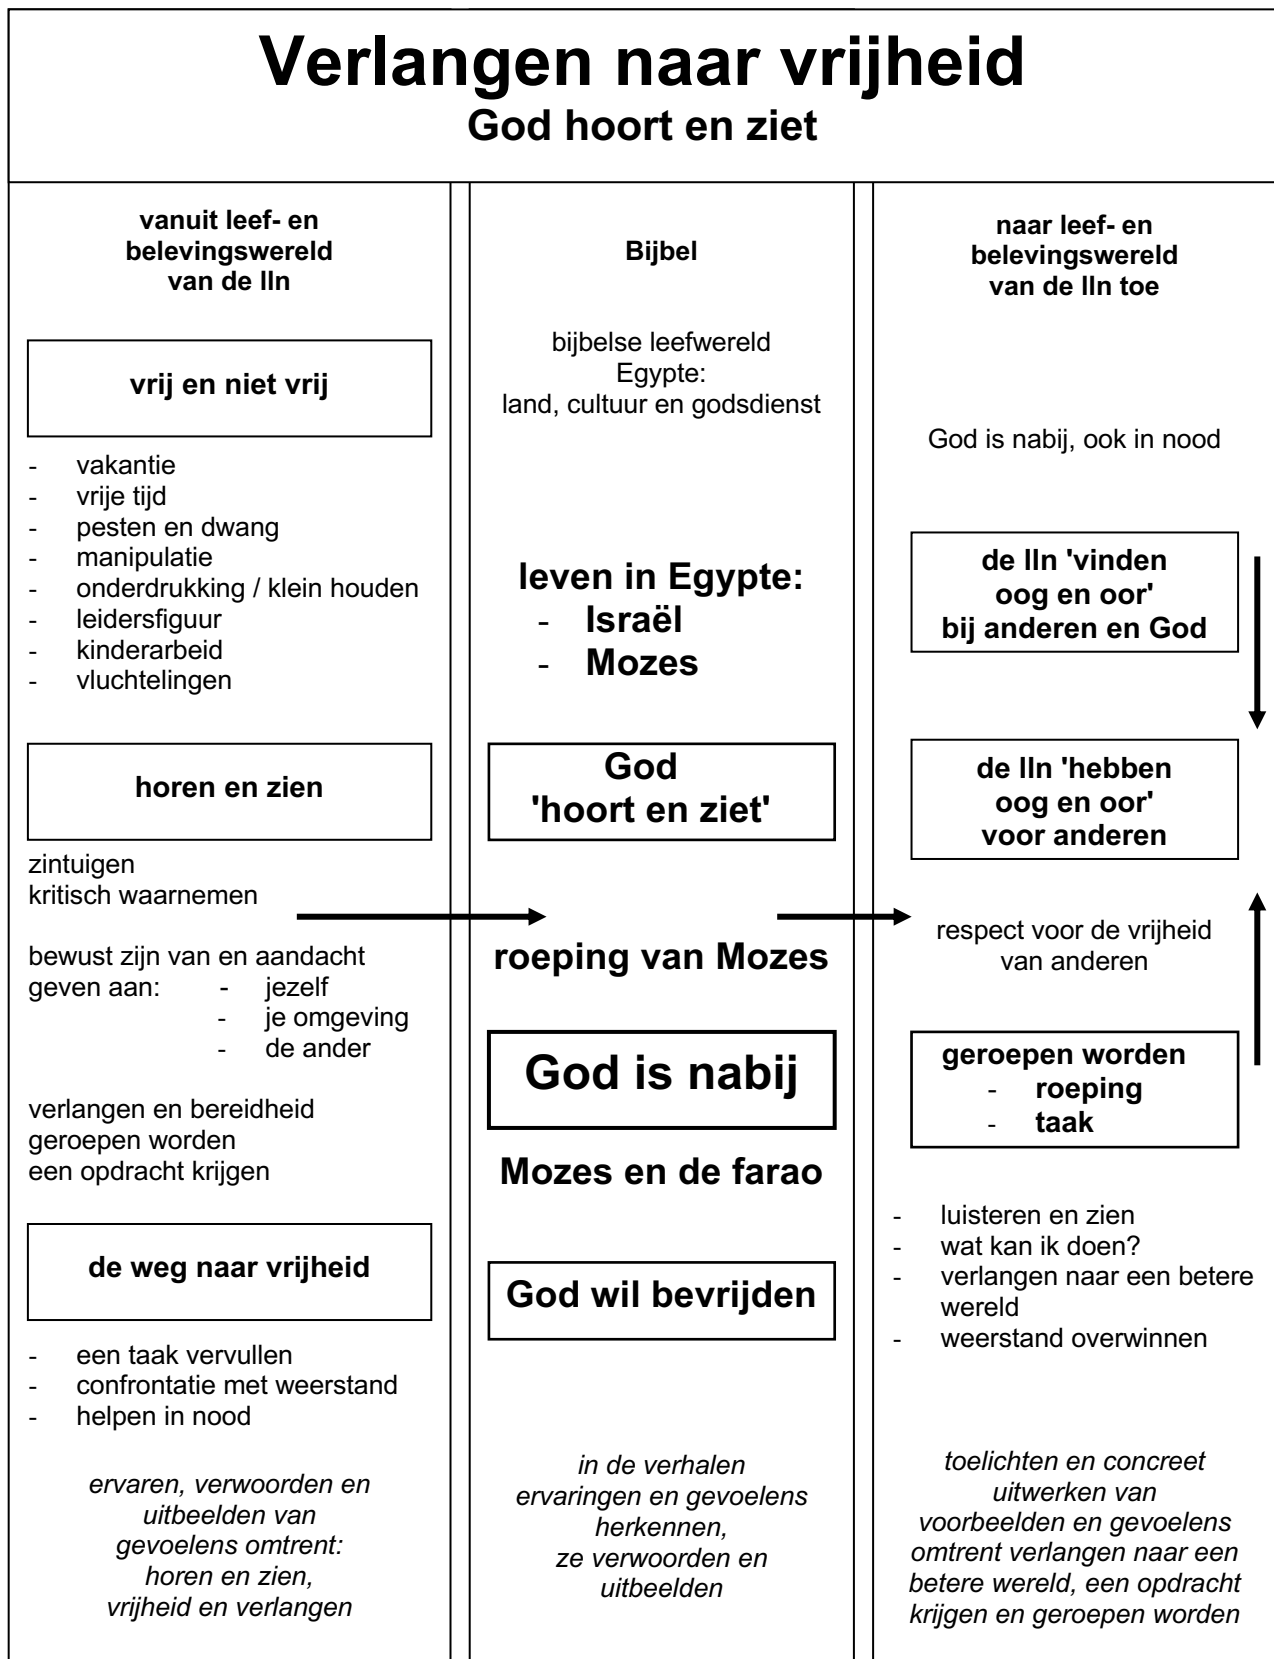 Verlangen naar vrijheid
God hoort en ziet
vanuit leef- en
belevingswereld
van de lln
vrij en niet vrij
- vakantie
- vrije tijd
- pesten en dwang
- manipulatie
- onderdrukking / klein houden
- leidersfiguur
- kinderarbeid
- vluchtelingen
horen en zien
zintuigen
kritisch waarnemen
bewust zijn van en aandacht
geven aan: - jezelf
- je omgeving
- de ander
verlangen en bereidheid
geroepen worden
een opdracht krijgen
de weg naar vrijheid
- een taak vervullen
- confrontatie met weerstand
- helpen in nood
ervaren, verwoorden en
uitbeelden van
gevoelens omtrent:
horen en zien,
vrijheid en verlangen
Bijbel
bijbelse leefwereld
Egypte:
land, cultuur en godsdienst
leven in Egypte:
- Israël
- Mozes
God
'hoort en ziet'
roeping van Mozes
God is nabij
Mozes en de farao
God wil bevrijden
in de verhalen
ervaringen en gevoelens
herkennen,
ze verwoorden en
uitbeelden
naar leef- en
belevingswereld
van de lln toe
God is nabij, ook in nood
de lln 'vinden
oog en oor'
bij anderen en God
de lln 'hebben
oog en oor'
voor anderen
respect voor de vrijheid
van anderen
geroepen worden
- roeping
- taak
- luisteren en zien
- wat kan ik doen?
- verlangen naar een betere
wereld
- weerstand overwinnen
toelichten en concreet
uitwerken van
voorbeelden en gevoelens
omtrent verlangen naar een
betere wereld, een opdracht
krijgen en geroepen worden